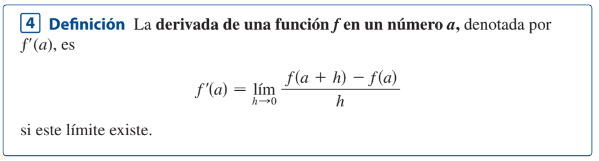 4 Definición La derivada de una función f en un número a, denotada por
f′(a), es
f′(a) = lím h→0 f(a + h) − f(a) / h
si este límite existe.